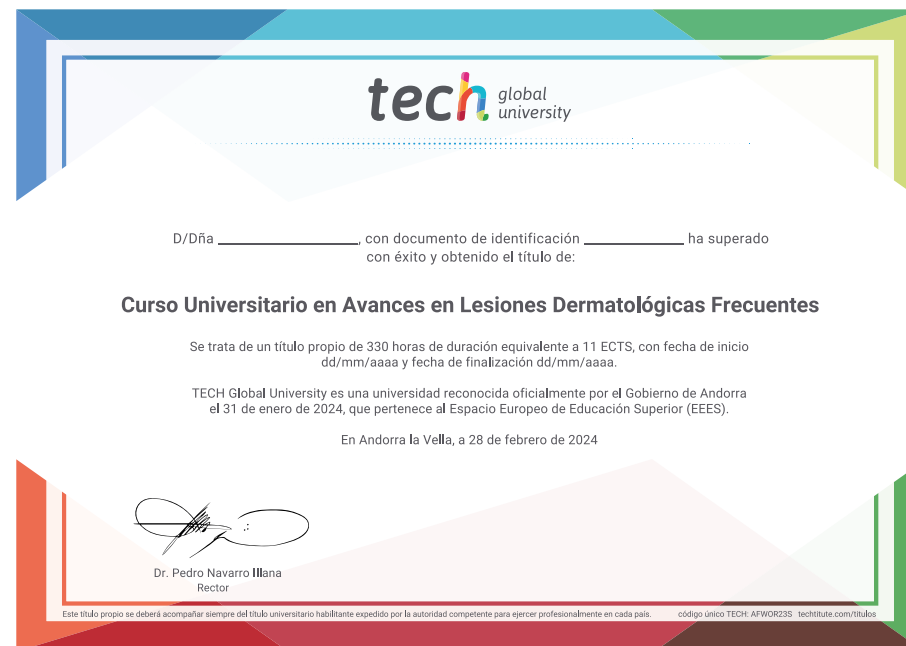 tech global
university
D/Dña ____________________, con documento de identificación ______________ ha superado
con éxito y obtenido el título de:
Curso Universitario en Avances en Lesiones Dermatológicas Frecuentes
Se trata de un título propio de 330 horas de duración equivalente a 11 ECTS, con fecha de inicio
dd/mm/aaaa y fecha de finalización dd/mm/aaaa.
TECH Global University es una universidad reconocida oficialmente por el Gobierno de Andorra
el 31 de enero de 2024, que pertenece al Espacio Europeo de Educación Superior (EEES).
En Andorra la Vella, a 28 de febrero de 2024
Dr. Pedro Navarro Illana
Rector
Este título propio se deberá acompañar siempre del título universitario habilitante expedido por la autoridad competente para ejercer profesionalmente en cada país. código único TECH: AFWOR23S techtitute.com/titulos